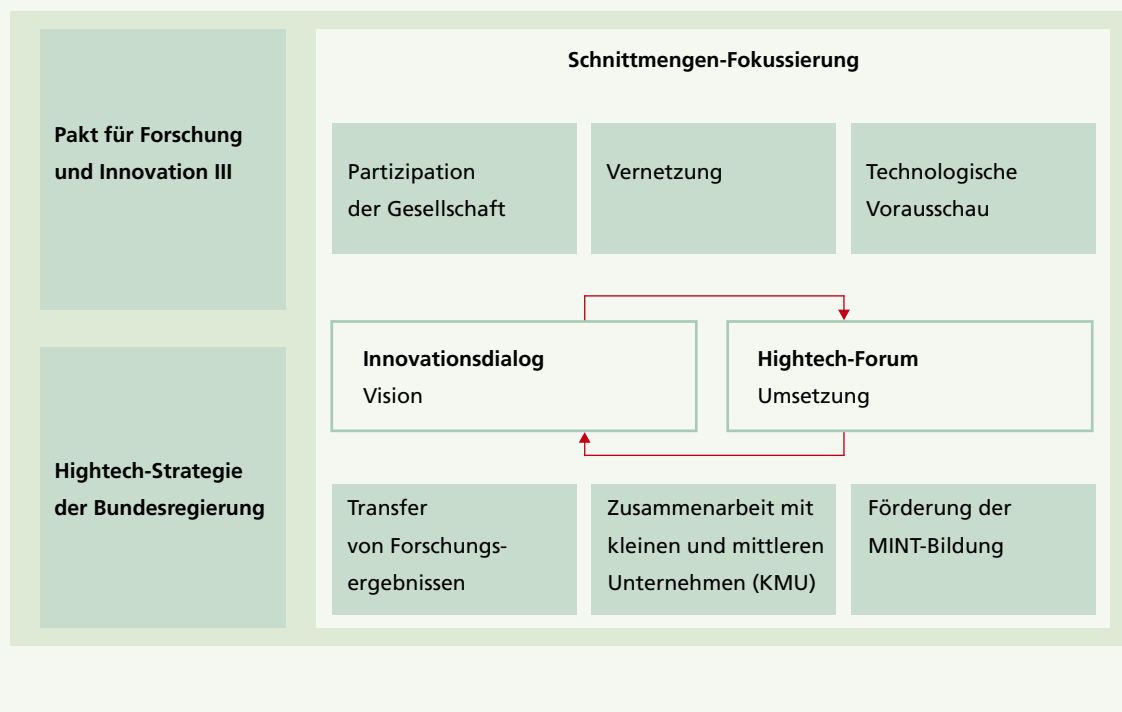 Pakt für Forschung
und Innovation III
Hightech-Strategie
der Bundesregierung
Schnittmengen-Fokussierung
Partizipation
der Gesellschaft
Vernetzung
Technologische
Vorausschau
Innovationsdialog
Vision
Hightech-Forum
Umsetzung
Transfer
von Forschungs-
ergebnissen
Zusammenarbeit mit
kleinen und mittleren
Unternehmen (KMU)
Förderung der
MINT-Bildung